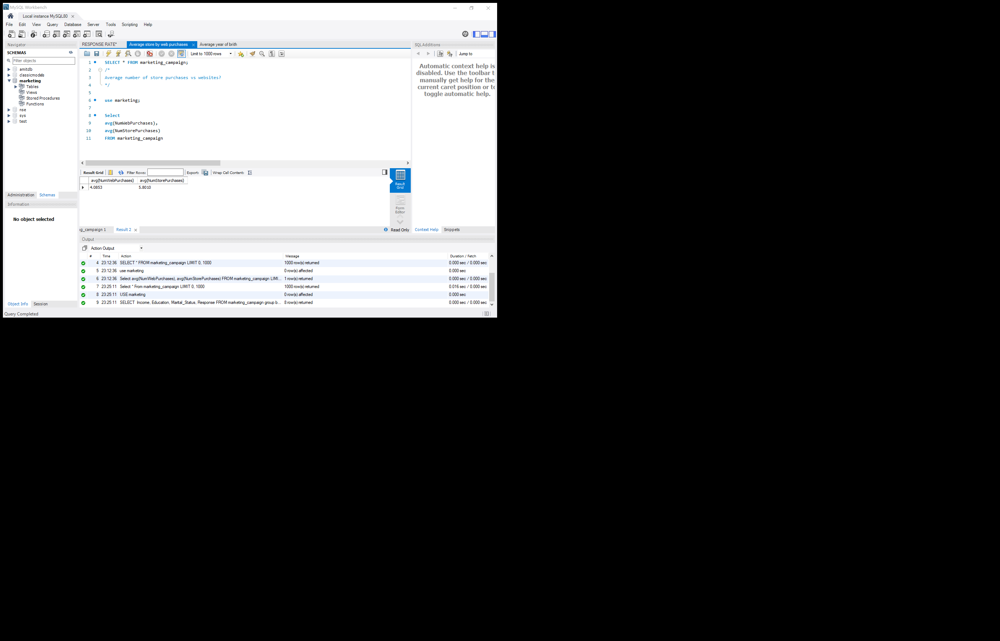 MySQL Workbench
Local instance MySQL80
File Edit View Query Database Server Tools Scripting Help
Navigator
SCHEMAS
Filter objects
amitdb
classicmodels
marketing
Tables
Views
Stored Procedures
Functions
nse
sys
test
Administration Schemas
Information
No object selected
Object Info Session
RESPONSE RATE* Average store by web purchases Average year of brith
Limit to 1000 rows
1 SELECT * FROM marketing_campaign;
2 /*
3 Average number of store purchases vs websites?
4 */
5
6 use marketing;
7
8 Select
9 avg(NumWebPurchases),
10 avg(NumStorePurchases)
11 FROM marketing_campaign
Result Grid Filter Rows: Export: Wrap Cell Content:
avg(NumWebPurchases) avg(NumStorePurchases)
4.0853 5.8010
Result
Grid
Form
Editor
ig_campaign 1 Result 2 Read Only
SQLAdditions
Jump to
Automatic context help is
disabled. Use the toolbar t
manually get help for the
current caret position or to
toggle automatic help.
Context Help Snippets
Output
Action Output
# Time Action Message Duration / Fetch
4 23:12:36 SELECT * FROM marketing_campaign LIMIT 0, 1000 1000 row(s) returned 0.000 sec / 0.000 sec
5 23:12:36 use marketing 0 row(s) affected 0.000 sec
6 23:12:36 Select avg(NumWebPurchases), avg(NumStorePurchases) FROM marketing_campaign LIMI... 1 row(s) returned 0.000 sec / 0.000 sec
7 23:25:11 Select * From marketing_campaign LIMIT 0, 1000 1000 row(s) returned 0.016 sec / 0.000 sec
8 23:25:11 USE marketing 0 row(s) affected 0.000 sec
9 23:25:11 SELECT Income, Education, Marital_Status, Response FROM marketing_campaign group b... 8 row(s) returned 0.000 sec / 0.000 sec
Query Completed